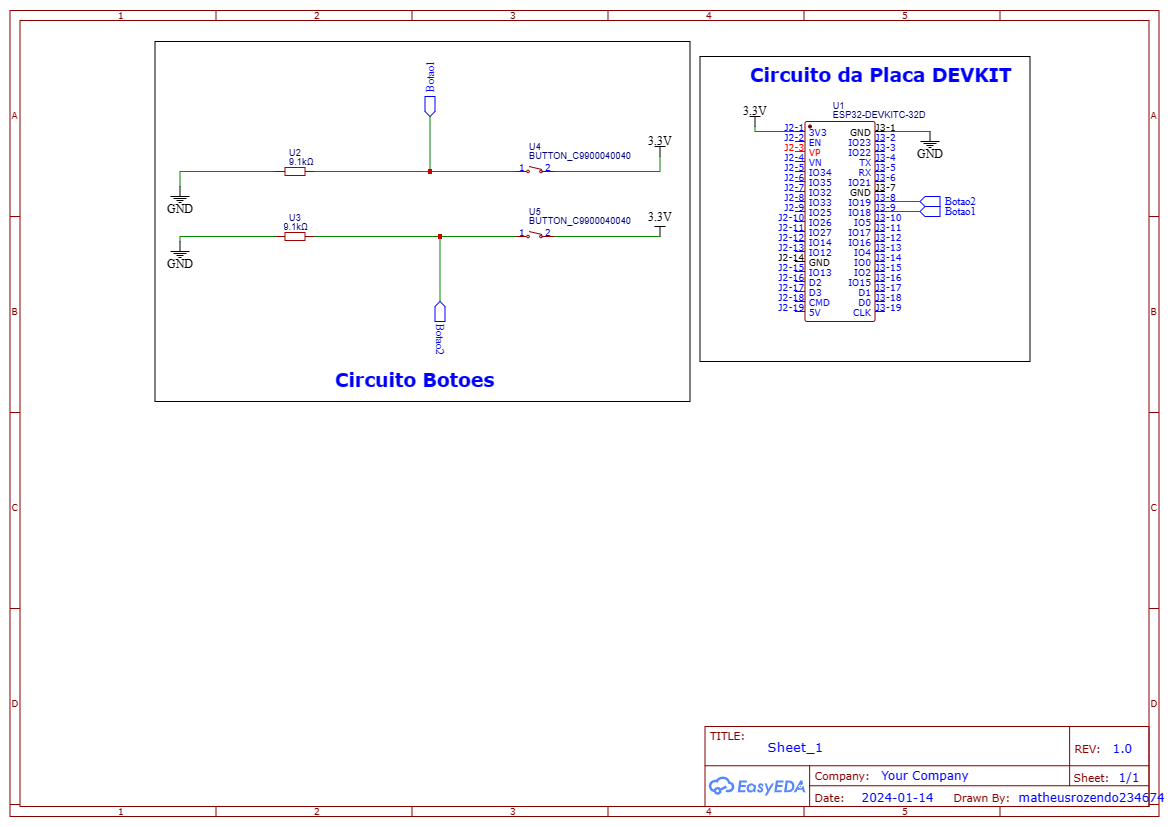 1 2 3 4 5
A
B
C
D
A
B
C
D
Botao1
U2
9.1kΩ
U4
BUTTON_C9900040040
1 2
3.3V
GND
U3
9.1kΩ
U5
BUTTON_C9900040040
1 2
3.3V
GND
Botao2
Circuito Botoes
Circuito da Placa DEVKIT
3.3V
U1
ESP32-DEVKITC-32D
J2-1 3V3 GND J3-1
J2-2 EN IO23 J3-2
J2-3 VP IO22 J3-3
J2-4 VN TX J3-4
J2-5 IO34 RX J3-5
J2-6 IO35 IO21 J3-6
J2-7 IO32 GND J3-7
J2-8 IO33 IO19 J3-8
J2-9 IO25 IO18 J3-9
J2-10 IO26 IO5 J3-10
J2-11 IO27 IO17 J3-11
J2-12 IO14 IO16 J3-12
J2-13 IO12 IO4 J3-13
J2-14 GND IO0 J3-14
J2-15 IO13 IO2 J3-15
J2-16 D2 IO15 J3-16
J2-17 D3 D1 J3-17
J2-18 CMD D0 J3-18
J2-19 5V CLK J3-19
GND
Botao2
Botao1
TITLE:
Sheet_1
REV: 1.0
EasyEDA
Company: Your Company
Sheet: 1/1
Date: 2024-01-14 Drawn By: matheusrozendo234674
1 2 3 4 5